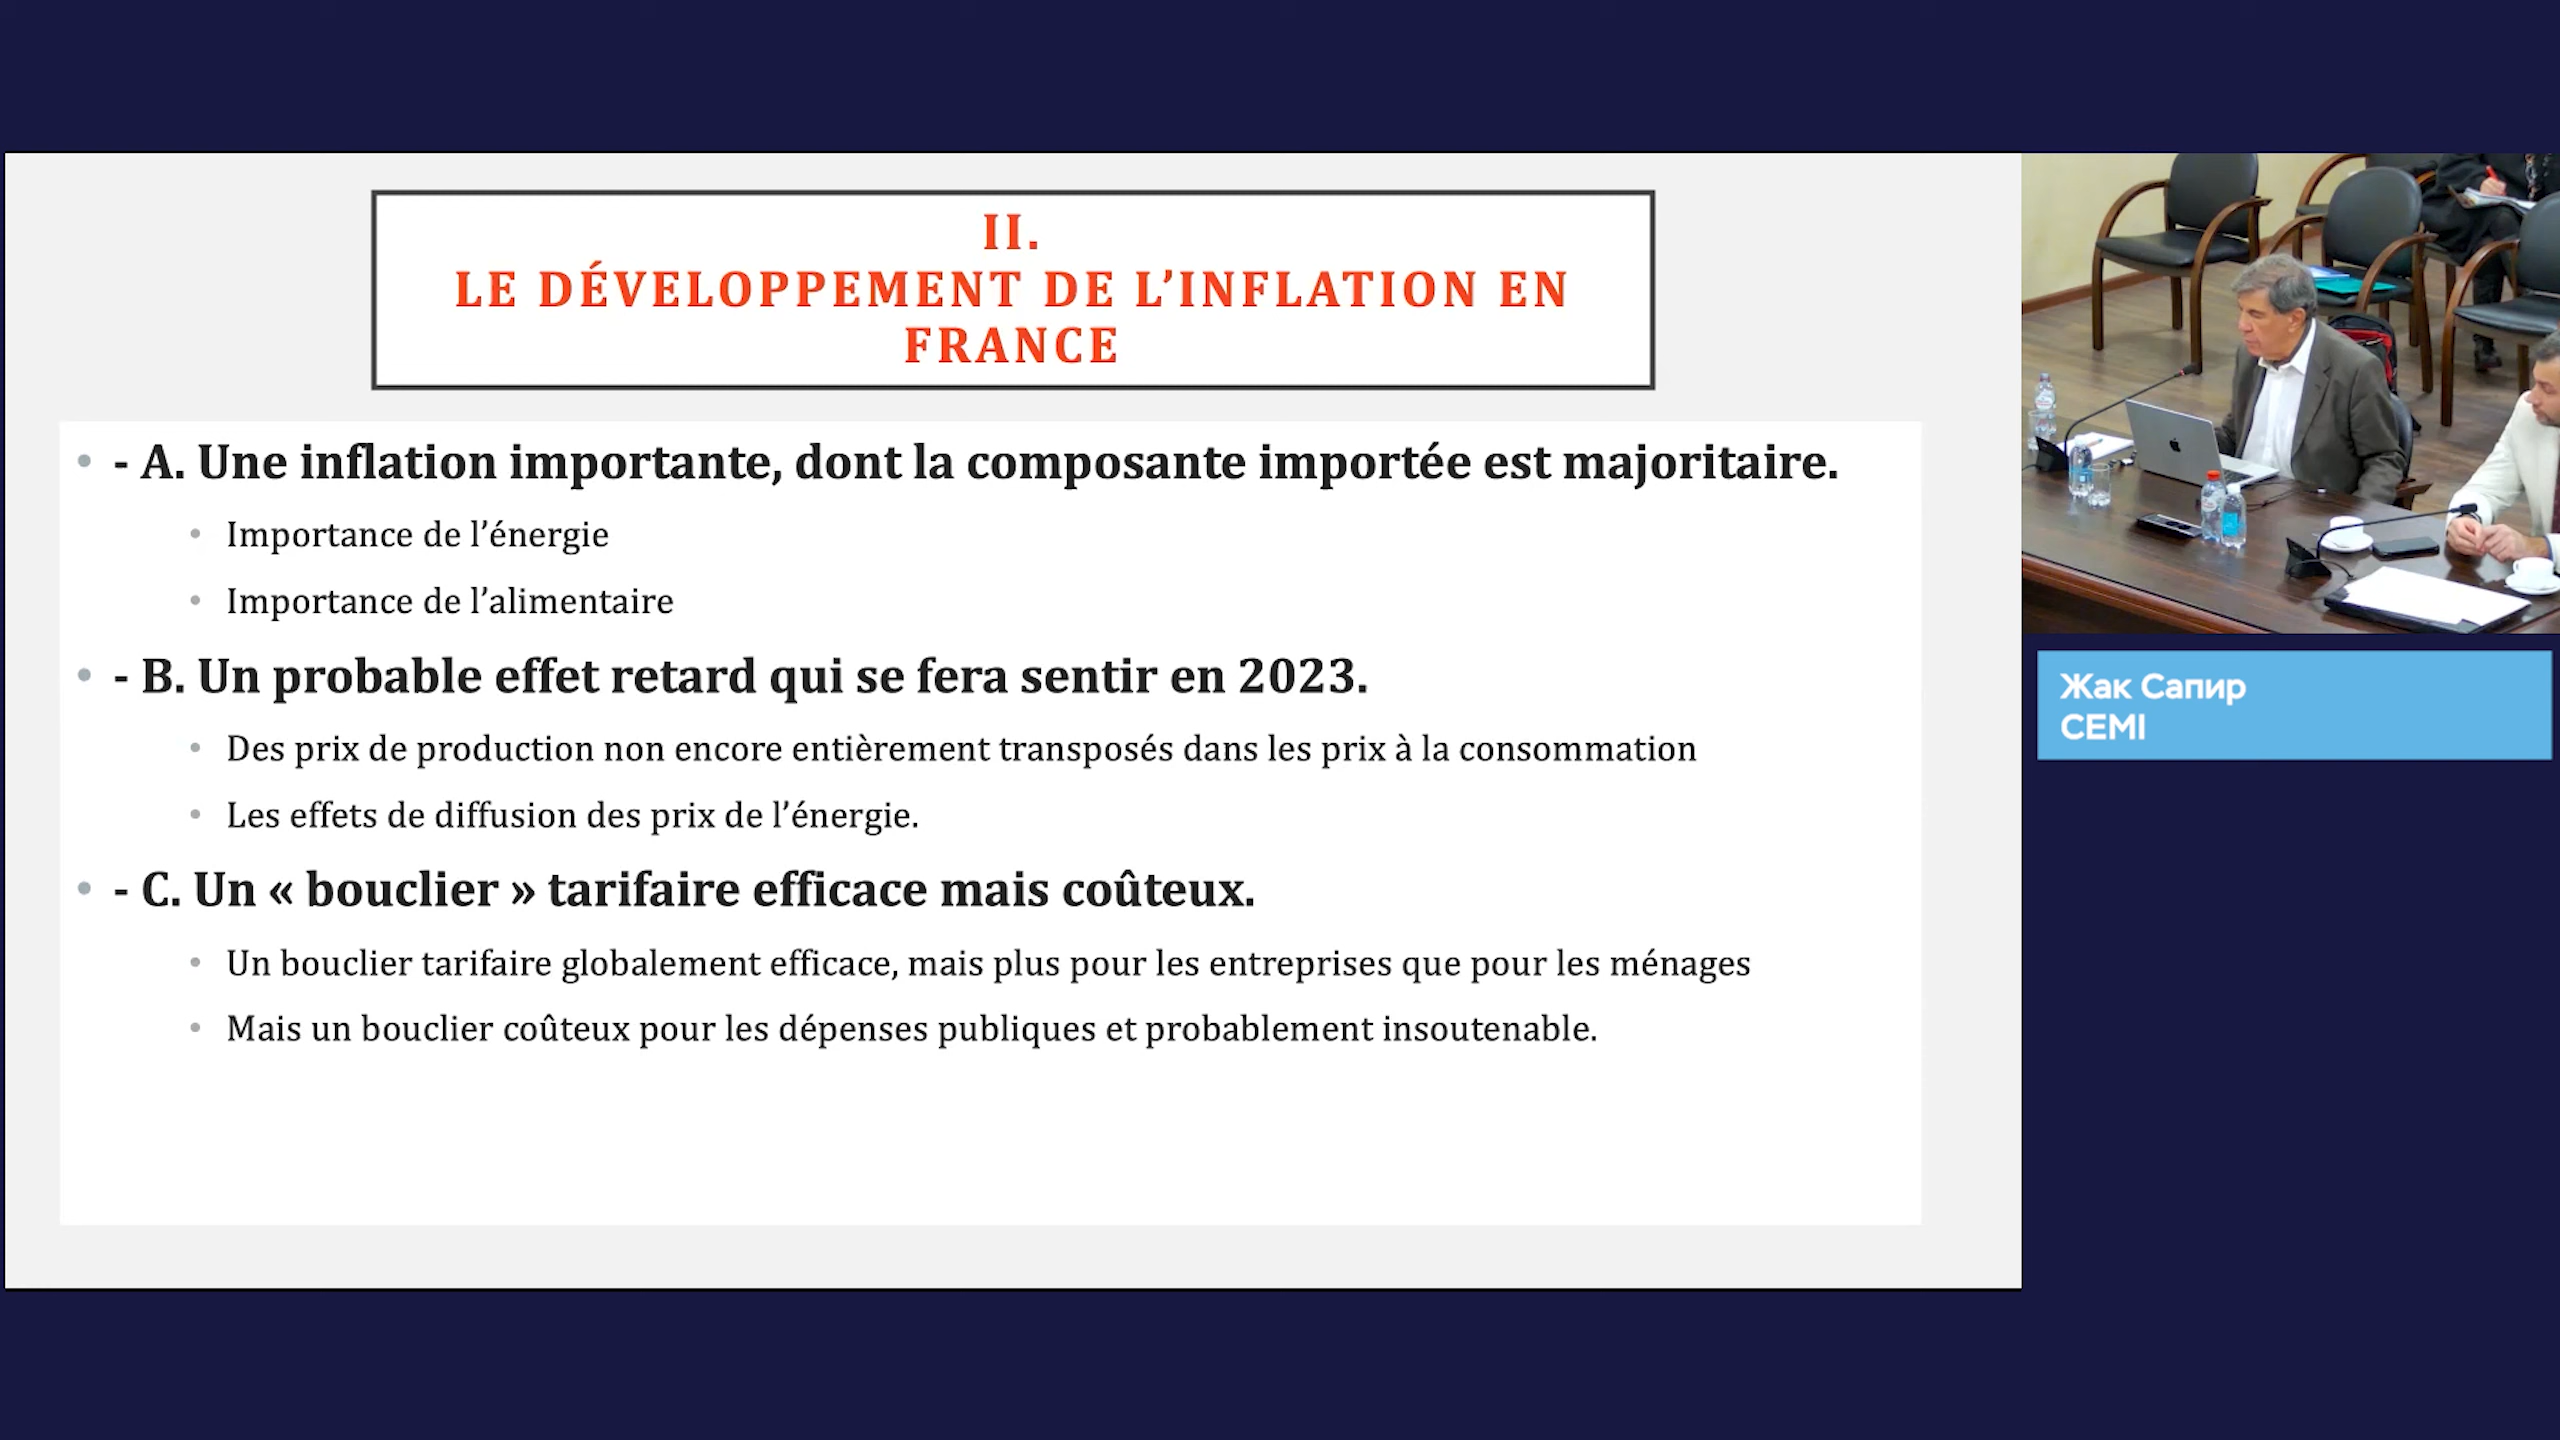 II.
LE DÉVELOPPEMENT DE L’INFLATION EN
FRANCE
• - A. Une inflation importante, dont la composante importée est majoritaire.
• Importance de l’énergie
• Importance de l’alimentaire
• - B. Un probable effet retard qui se fera sentir en 2023.
• Des prix de production non encore entièrement transposés dans les prix à la consommation
• Les effets de diffusion des prix de l’énergie.
• - C. Un « bouclier » tarifaire efficace mais coûteux.
• Un bouclier tarifaire globalement efficace, mais plus pour les entreprises que pour les ménages
• Mais un bouclier coûteux pour les dépenses publiques et probablement insoutenable.
Жак Сапир
CEMI